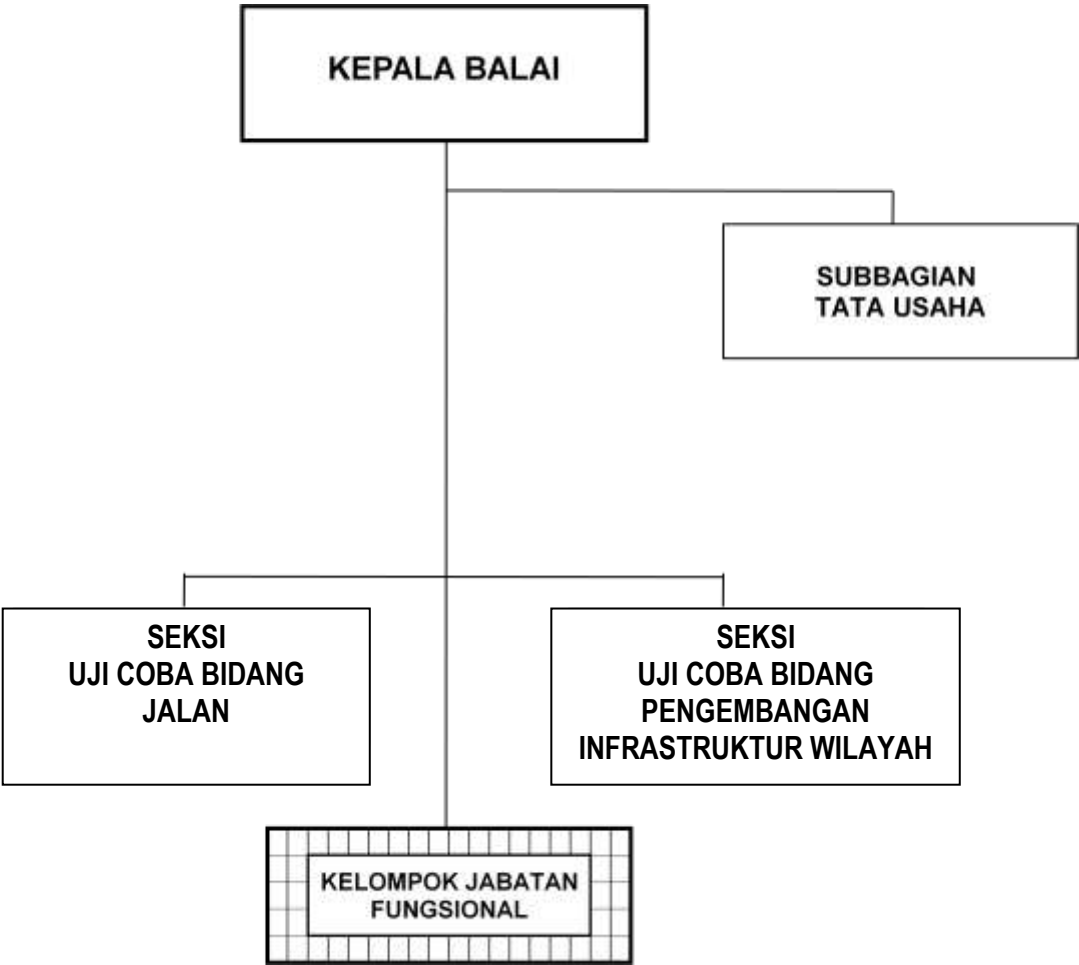 KEPALA BALAI
SUBBAGIAN
TATA USAHA
SEKSI
UJI COBA BIDANG
JALAN
SEKSI
UJI COBA BIDANG
PENGEMBANGAN
INFRASTRUKTUR WILAYAH
KELOMPOK JABATAN
FUNGSIONAL